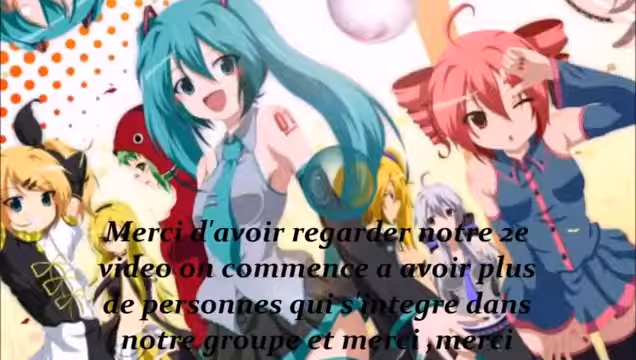 Merci d'avoir regarder notre 2e
video on commence a avoir plus
de personnes qui s'integre dans
notre groupe et merci ,merci